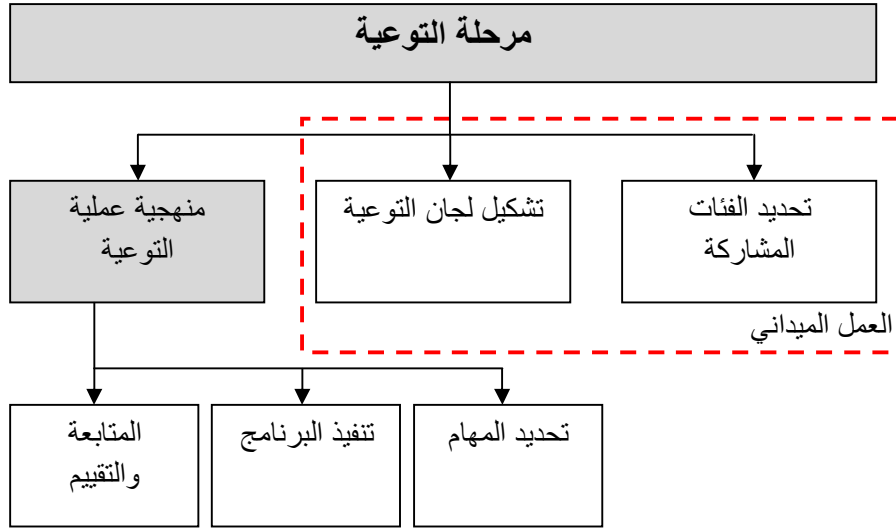 مرحلة التوعية
تحديد الفئات
المشاركة
تشكيل لجان التوعية
منهجية عملية
التوعية
العمل الميداني
تحديد المهام
تنفيذ البرنامج
المتابعة
والتقييم